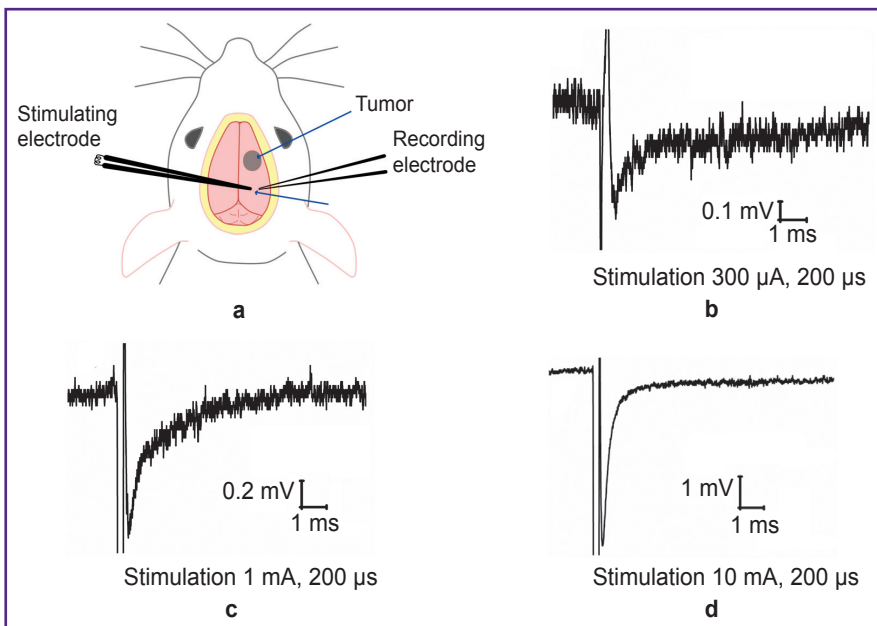 Stimulating
electrode
Tumor
Recording
electrode
a
0.1 mV
1 ms
Stimulation 300 µA, 200 µs
b
0.2 mV
1 ms
Stimulation 1 mA, 200 µs
c
1 mV
1 ms
Stimulation 10 mA, 200 µs
d